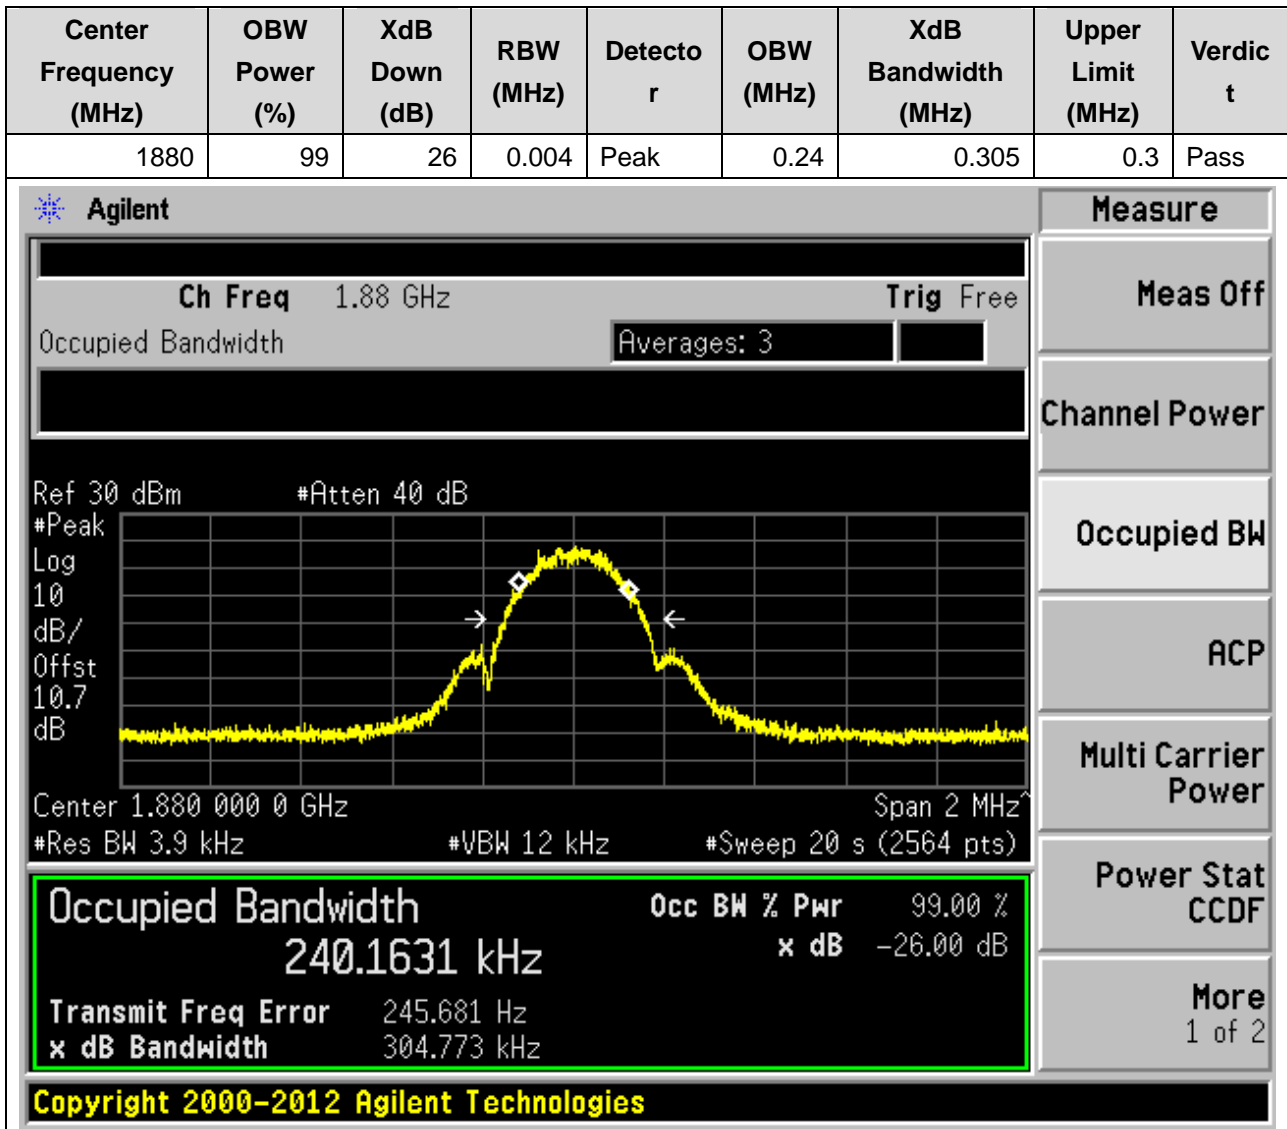 Center Frequency (MHz) OBW Power (%) XdB Down (dB) RBW (MHz) Detecto r OBW (MHz) XdB Bandwidth (MHz) Upper Limit (MHz) Verdic t
1880 99 26 0.004 Peak 0.24 0.305 0.3 Pass
Agilent
Measure
Ch Freq 1.88 GHz Trig Free
Meas Off
Occupied Bandwidth Averages: 3
Channel Power
Ref 30 dBm #Atten 40 dB
#Peak
Log
10
dB/
Offst
10.7
dB
Occupied BW
ACP
Multi Carrier
Power
Center 1.880 000 0 GHz Span 2 MHz^
#Res BW 3.9 kHz #VBW 12 kHz #Sweep 20 s (2564 pts)
Power Stat
CCDF
Occupied Bandwidth Occ BW % Pwr 99.00 %
240.1631 kHz x dB -26.00 dB
Transmit Freq Error 245.681 Hz
x dB Bandwidth 304.773 kHz
More
1 of 2
Copyright 2000-2012 Agilent Technologies